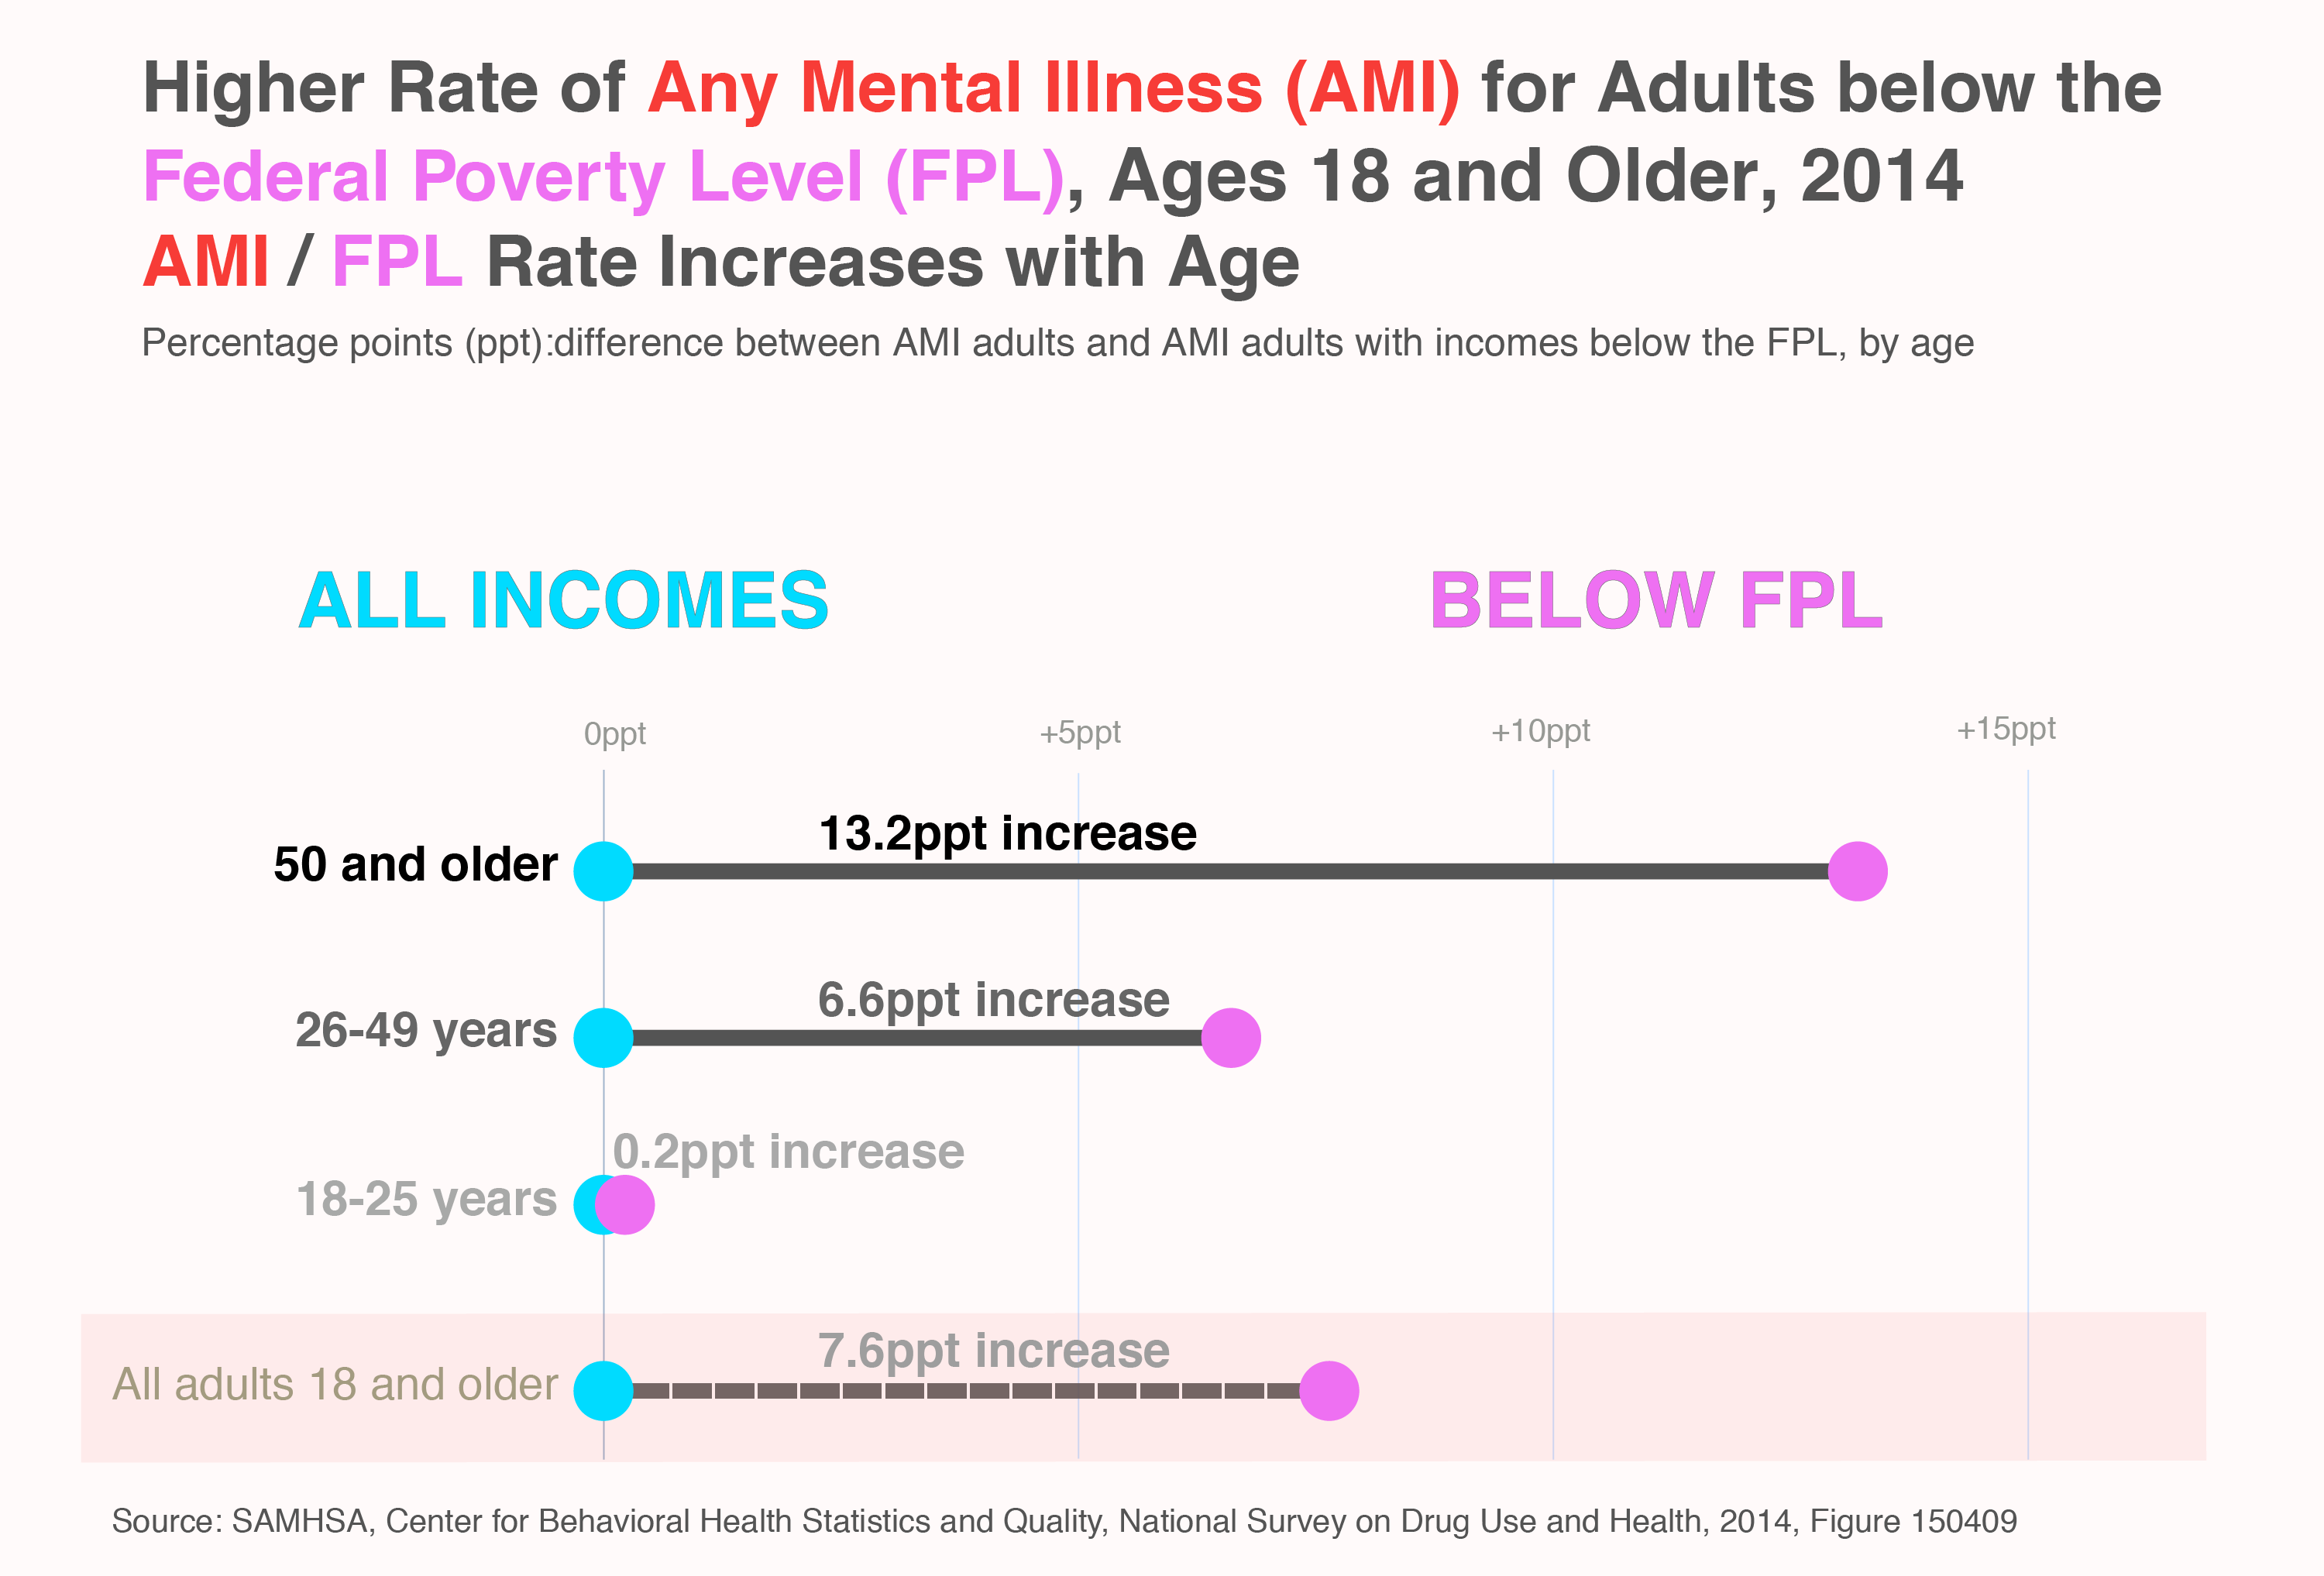 Higher Rate of Any Mental Illness (AMI) for Adults below the
Federal Poverty Level (FPL), Ages 18 and Older, 2014
AMI / FPL Rate Increases with Age
Percentage points (ppt):difference between AMI adults and AMI adults with incomes below the FPL, by age
ALL INCOMES BELOW FPL
0ppt +5ppt +10ppt +15ppt
13.2ppt increase
50 and older
6.6ppt increase
26-49 years
0.2ppt increase
18-25 years
7.6ppt increase
All adults 18 and older
Source: SAMHSA, Center for Behavioral Health Statistics and Quality, National Survey on Drug Use and Health, 2014, Figure 150409